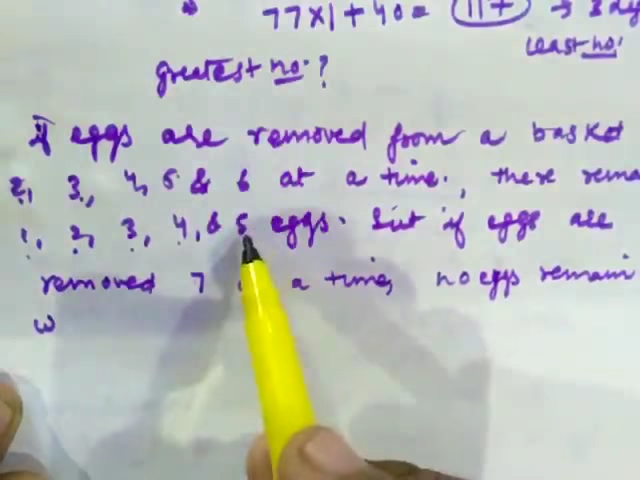 77×1+40= 117 → 3 di
least no.
greatest no.?
If eggs are removed from a basket
2, 3, 4, 5 & 6 at a time, there rema
1, 2, 3, 4, & 5 eggs. but if eggs are
removed 7 a time, no eggs remain
w